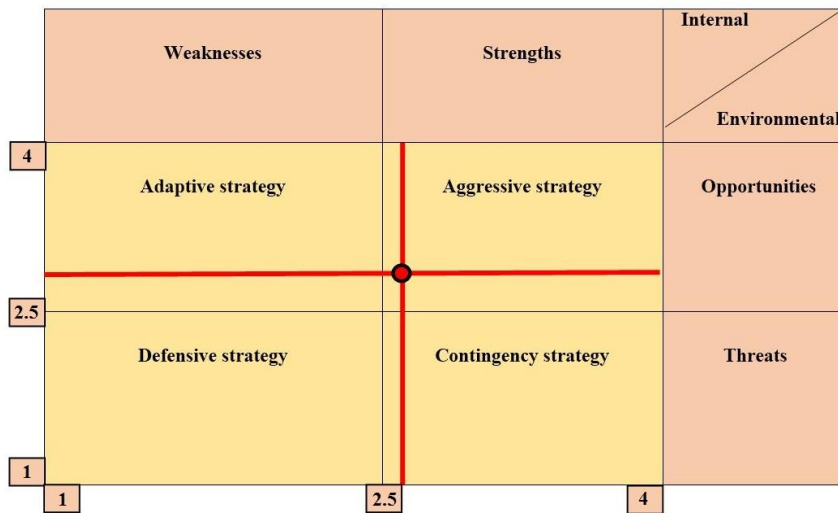 Internal
Weaknesses
Strengths
Environmental
4
Adaptive strategy
Aggressive strategy
Opportunities
2.5
Defensive strategy
Contingency strategy
Threats
1
1
2.5
4